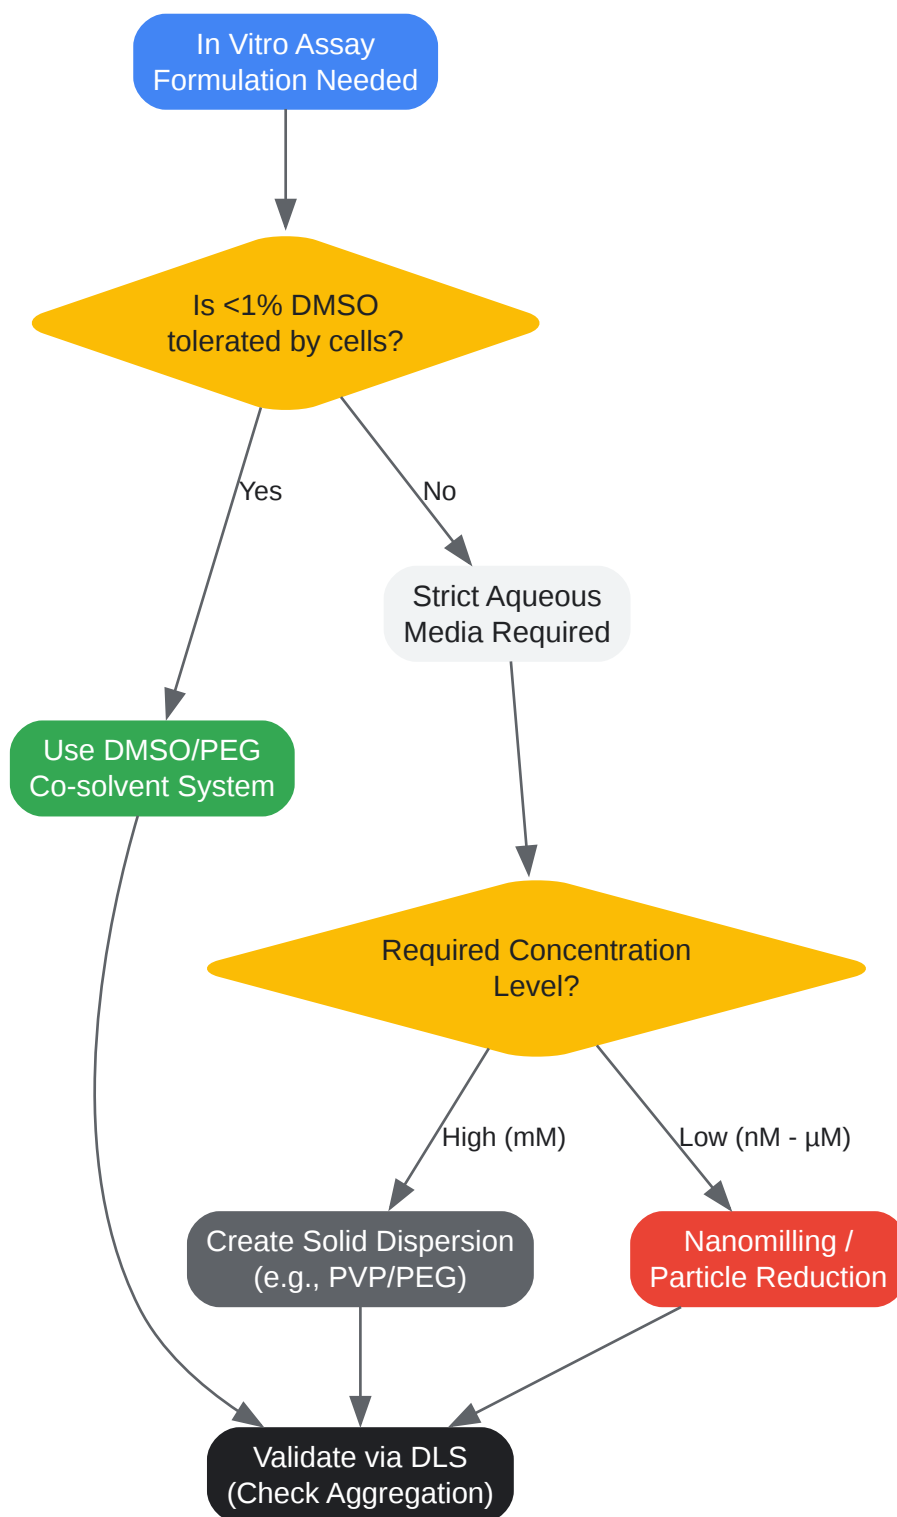 In Vitro Assay
Formulation Needed
Is <1% DMSO
tolerated by cells?
Yes
No
Strict Aqueous
Media Required
Use DMSO/PEG
Co-solvent System
Required Concentration
Level?
High (mM)
Low (nM - µM)
Create Solid Dispersion
(e.g., PVP/PEG)
Nanomilling /
Particle Reduction
Validate via DLS
(Check Aggregation)